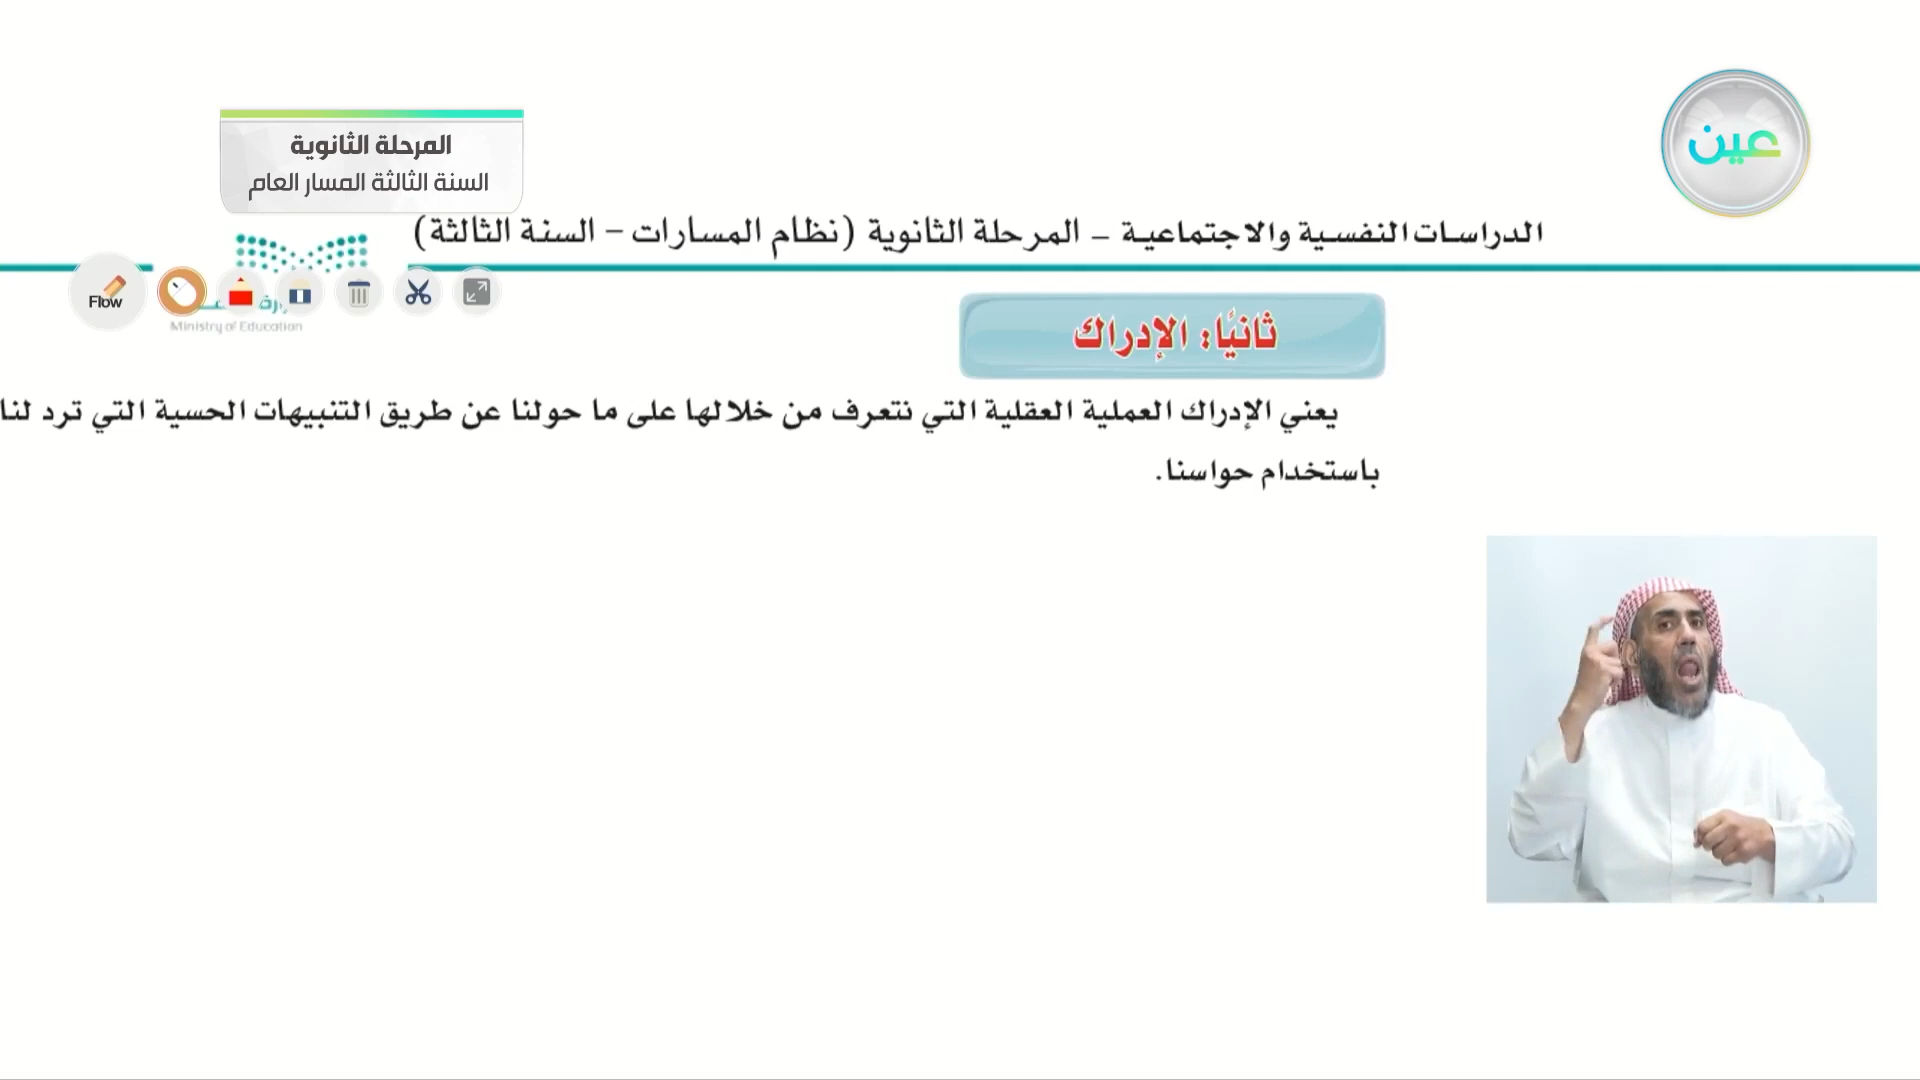 عين
المرحلة الثانوية
السنة الثالثة المسار العام
الدراسات النفسية والاجتماعية – المرحلة الثانوية (نظام المسارات – السنة الثالثة)
Flow
Ministry of Education
ثانيًا: الإدراك
يعني الإدراك العملية العقلية التي نتعرف من خلالها على ما حولنا عن طريق التنبيهات الحسية التي ترد لنا
باستخدام حواسنا.